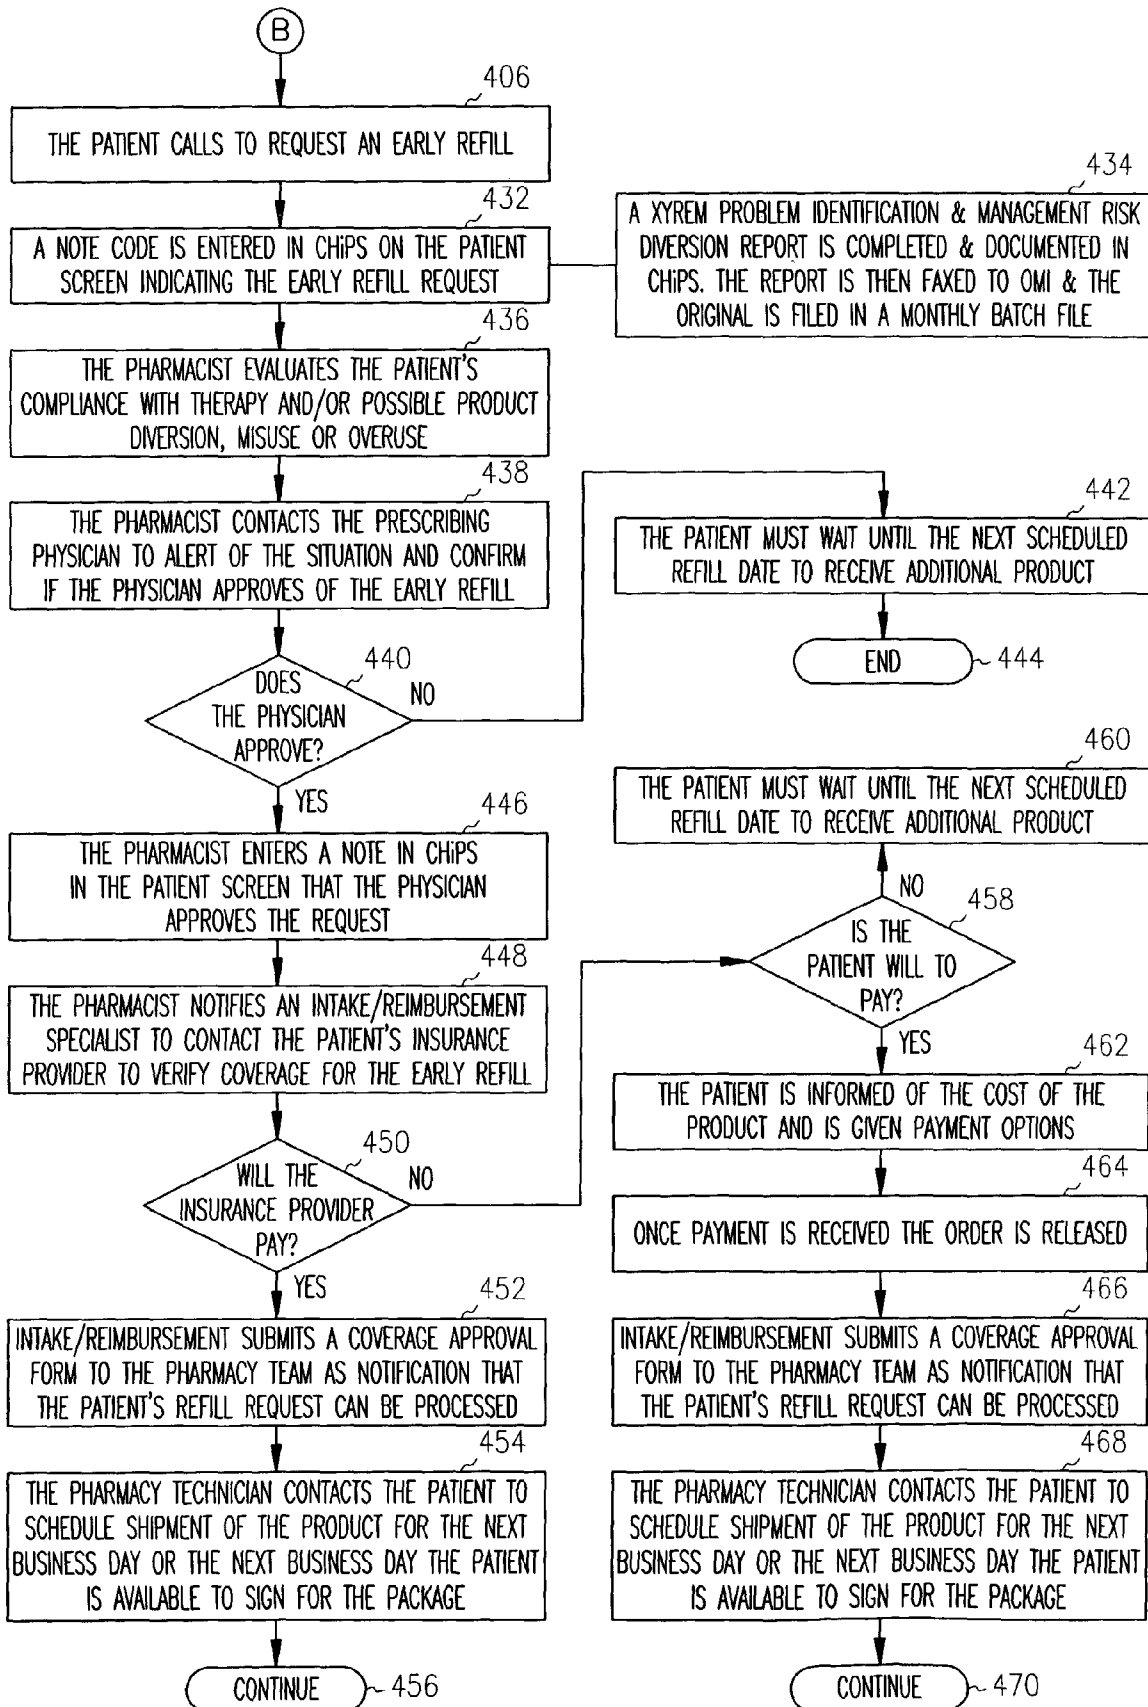 B
406
THE PATIENT CALLS TO REQUEST AN EARLY REFILL
432
A NOTE CODE IS ENTERED IN CHiPS ON THE PATIENT
SCREEN INDICATING THE EARLY REFILL REQUEST
434
A XYREM PROBLEM IDENTIFICATION & MANAGEMENT RISK
DIVERSION REPORT IS COMPLETED & DOCUMENTED IN
CHiPS. THE REPORT IS THEN FAXED TO OMI & THE
ORIGINAL IS FILED IN A MONTHLY BATCH FILE
436
THE PHARMACIST EVALUATES THE PATIENT'S
COMPLIANCE WITH THERAPY AND/OR POSSIBLE PRODUCT
DIVERSION, MISUSE OR OVERUSE
438
THE PHARMACIST CONTACTS THE PRESCRIBING
PHYSICIAN TO ALERT OF THE SITUATION AND CONFIRM
IF THE PHYSICIAN APPROVES OF THE EARLY REFILL
440
DOES
THE PHYSICIAN
APPROVE?
NO
YES
442
THE PATIENT MUST WAIT UNTIL THE NEXT SCHEDULED
REFILL DATE TO RECEIVE ADDITIONAL PRODUCT
END
444
446
THE PHARMACIST ENTERS A NOTE IN CHiPS
IN THE PATIENT SCREEN THAT THE PHYSICIAN
APPROVES THE REQUEST
448
THE PHARMACIST NOTIFIES AN INTAKE/REIMBURSEMENT
SPECIALIST TO CONTACT THE PATIENT'S INSURANCE
PROVIDER TO VERIFY COVERAGE FOR THE EARLY REFILL
450
WILL THE
INSURANCE PROVIDER
PAY?
NO
YES
452
INTAKE/REIMBURSEMENT SUBMITS A COVERAGE APPROVAL
FORM TO THE PHARMACY TEAM AS NOTIFICATION THAT
THE PATIENT'S REFILL REQUEST CAN BE PROCESSED
454
THE PHARMACY TECHNICIAN CONTACTS THE PATIENT TO
SCHEDULE SHIPMENT OF THE PRODUCT FOR THE NEXT
BUSINESS DAY OR THE NEXT BUSINESS DAY THE PATIENT
IS AVAILABLE TO SIGN FOR THE PACKAGE
CONTINUE
456
460
THE PATIENT MUST WAIT UNTIL THE NEXT SCHEDULED
REFILL DATE TO RECEIVE ADDITIONAL PRODUCT
NO
458
IS THE
PATIENT WILL TO
PAY?
YES
462
THE PATIENT IS INFORMED OF THE COST OF THE
PRODUCT AND IS GIVEN PAYMENT OPTIONS
464
ONCE PAYMENT IS RECEIVED THE ORDER IS RELEASED
466
INTAKE/REIMBURSEMENT SUBMITS A COVERAGE APPROVAL
FORM TO THE PHARMACY TEAM AS NOTIFICATION THAT
THE PATIENT'S REFILL REQUEST CAN BE PROCESSED
468
THE PHARMACY TECHNICIAN CONTACTS THE PATIENT TO
SCHEDULE SHIPMENT OF THE PRODUCT FOR THE NEXT
BUSINESS DAY OR THE NEXT BUSINESS DAY THE PATIENT
IS AVAILABLE TO SIGN FOR THE PACKAGE
CONTINUE
470